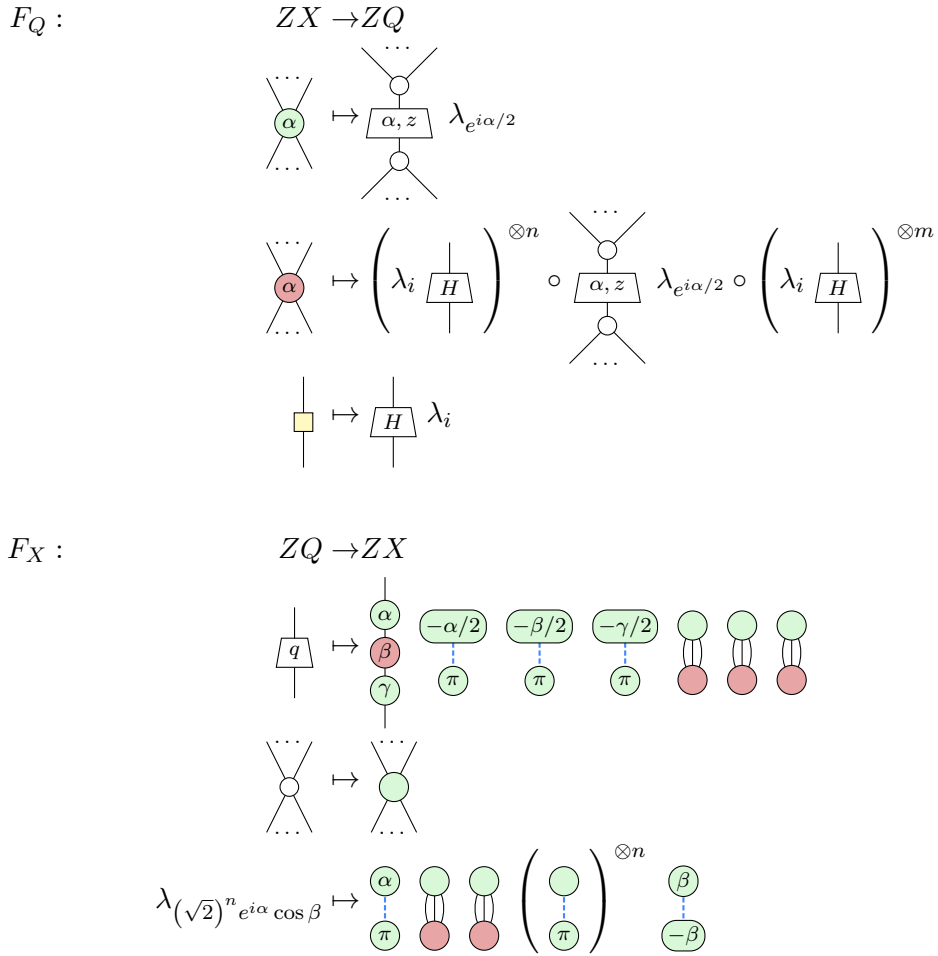 F_Q : ZX → ZQ
... α ... ↦ ... α, z ... λ_{e^{iα/2}}
... α ... ↦ ( λ_i H )^{⊗n} ∘ ... α, z ... λ_{e^{iα/2}} ∘ ( λ_i H )^{⊗m}
↦ H λ_i
F_X : ZQ → ZX
q ↦ α β γ −α/2 π −β/2 π −γ/2 π
... ... ↦ ... ...
λ_{(√2)^n e^{iα} cos β} ↦ α π ( π )^{⊗n} β −β